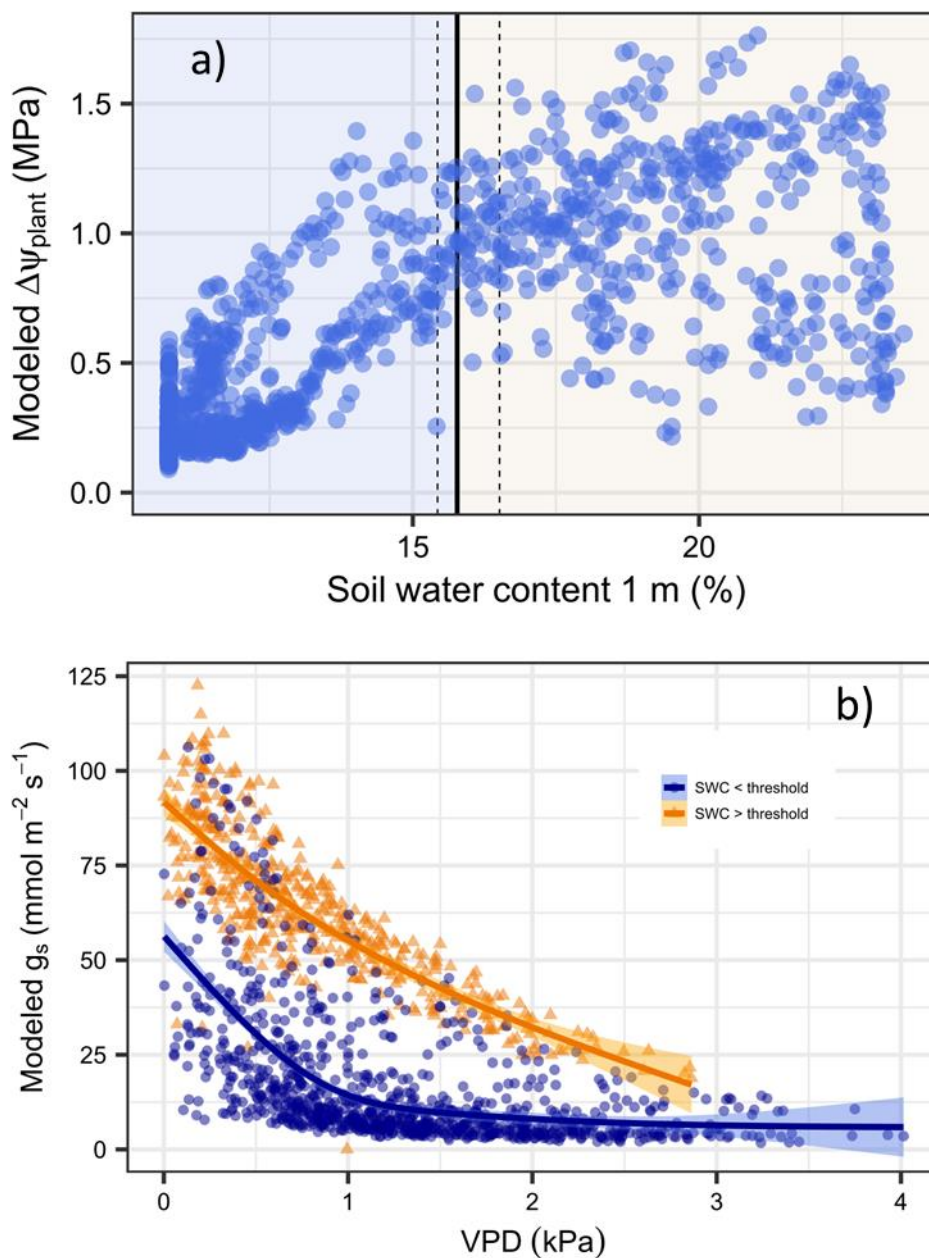 a)
Modeled Δψplant (MPa)
1.5
1.0
0.5
0.0
15
20
Soil water content 1 m (%)
b)
Modeled gs (mmol m⁻² s⁻¹)
125
100
75
50
25
0
SWC < threshold
SWC > threshold
0
1
2
3
4
VPD (kPa)